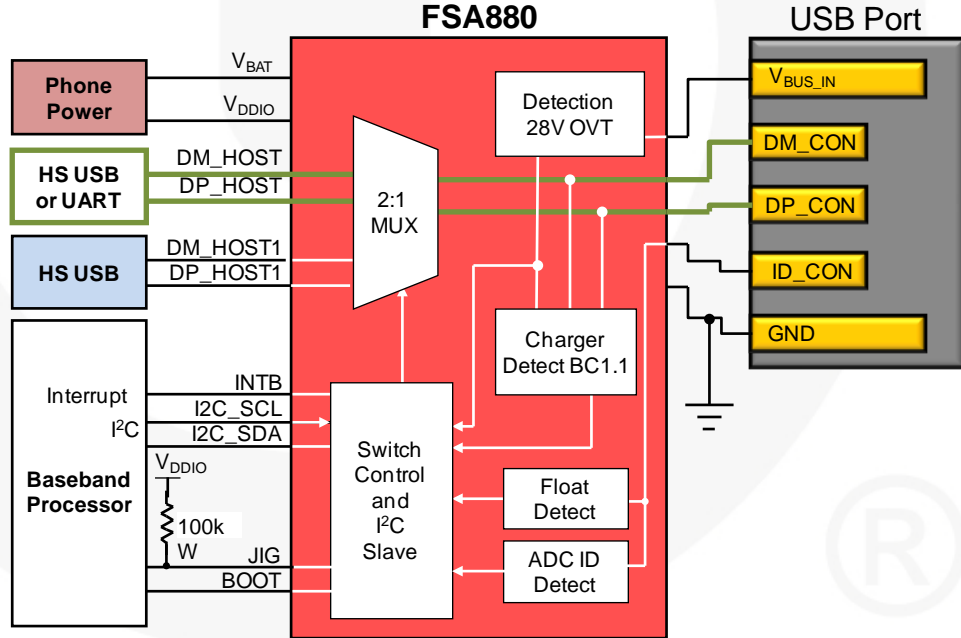 FSA880
USB Port
Phone
Power
VBAT
VDDIO
HS USB
or UART
DM_HOST
DP_HOST
HS USB
DM_HOST1
DP_HOST1
2:1
MUX
Detection
28V OVT
Charger
Detect BC1.1
VBUS_IN
DM_CON
DP_CON
ID_CON
GND
Interrupt
I²C
Baseband
Processor
INTB
I2C_SCL
I2C_SDA
VDDIO
100k
W
JIG
BOOT
Switch
Control
and
I²C
Slave
Float
Detect
ADC ID
Detect
®